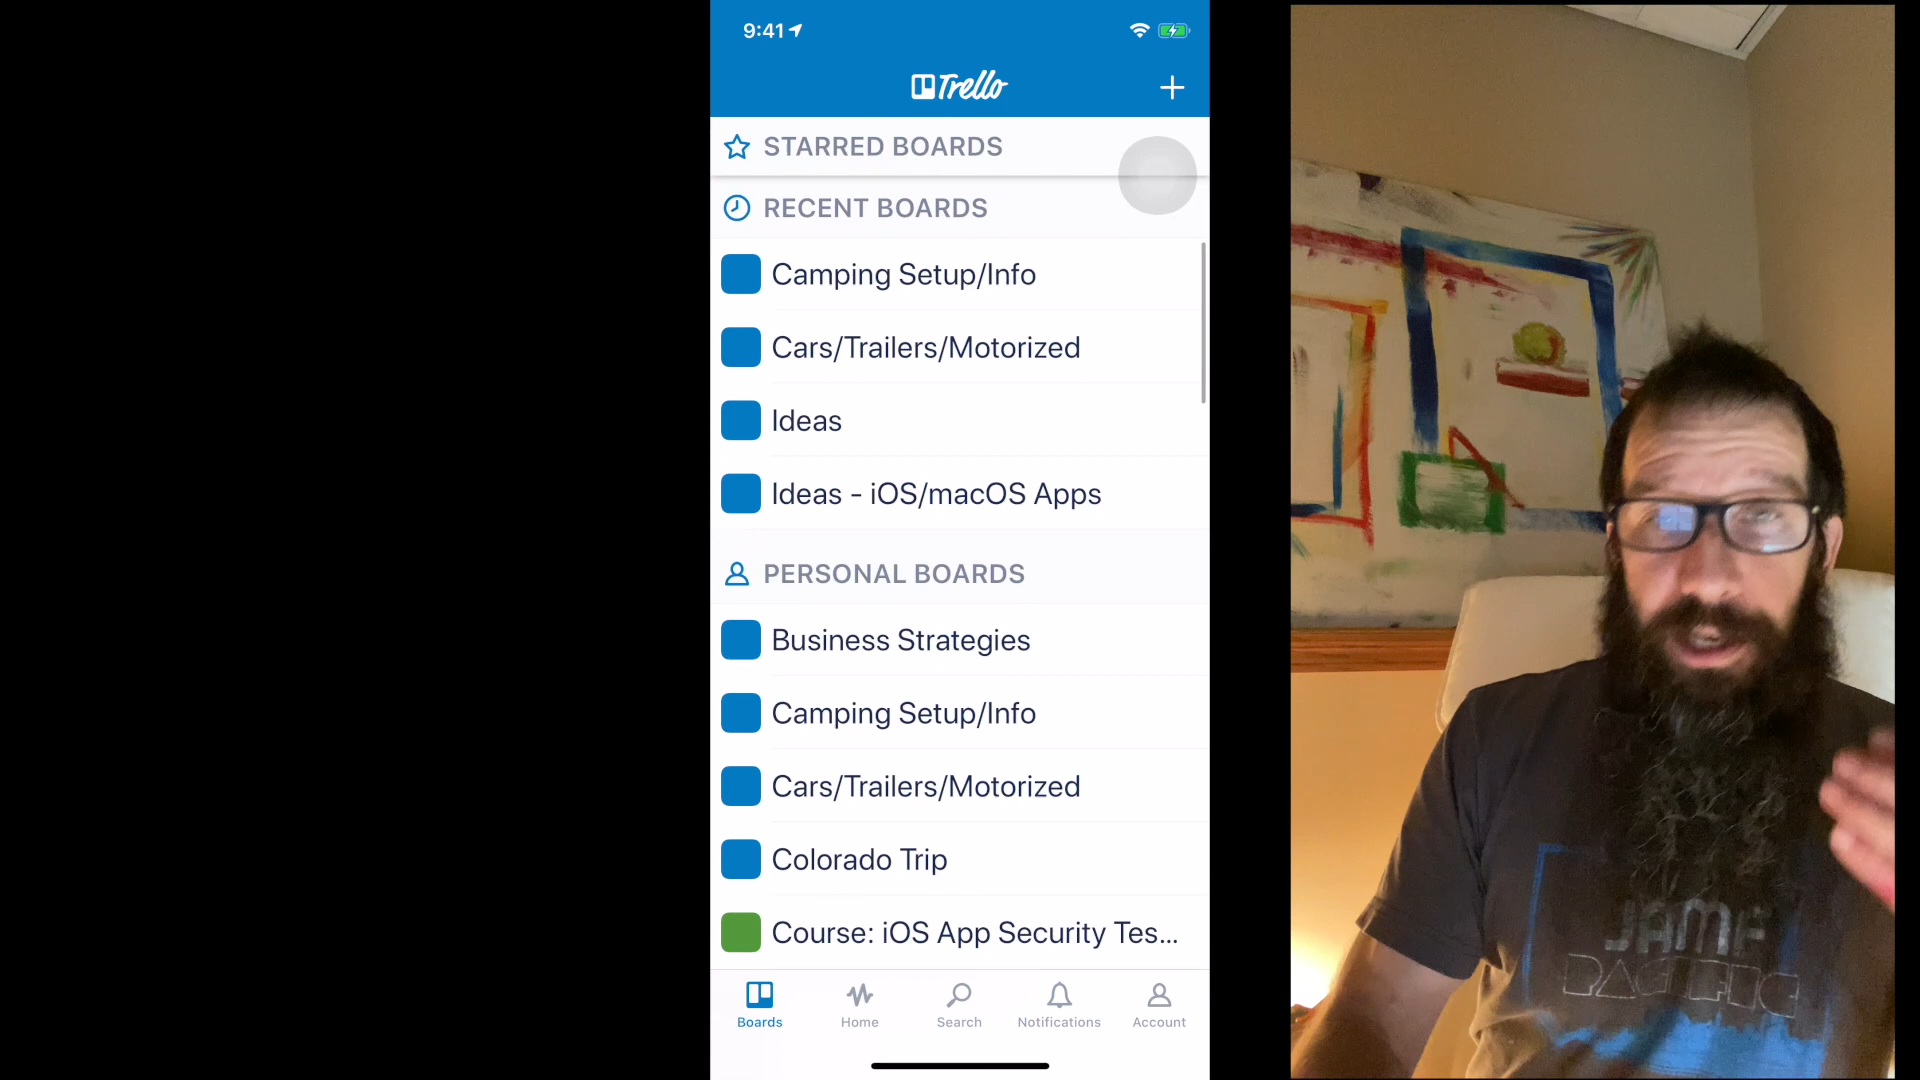 9:41
Trello
STARRED BOARDS
RECENT BOARDS
Camping Setup/Info
Cars/Trailers/Motorized
Ideas
Ideas - iOS/macOS Apps
PERSONAL BOARDS
Business Strategies
Camping Setup/Info
Cars/Trailers/Motorized
Colorado Trip
Course: iOS App Security Tes...
Boards
Home
Search
Notifications
Account
JAMF
PACIFIC